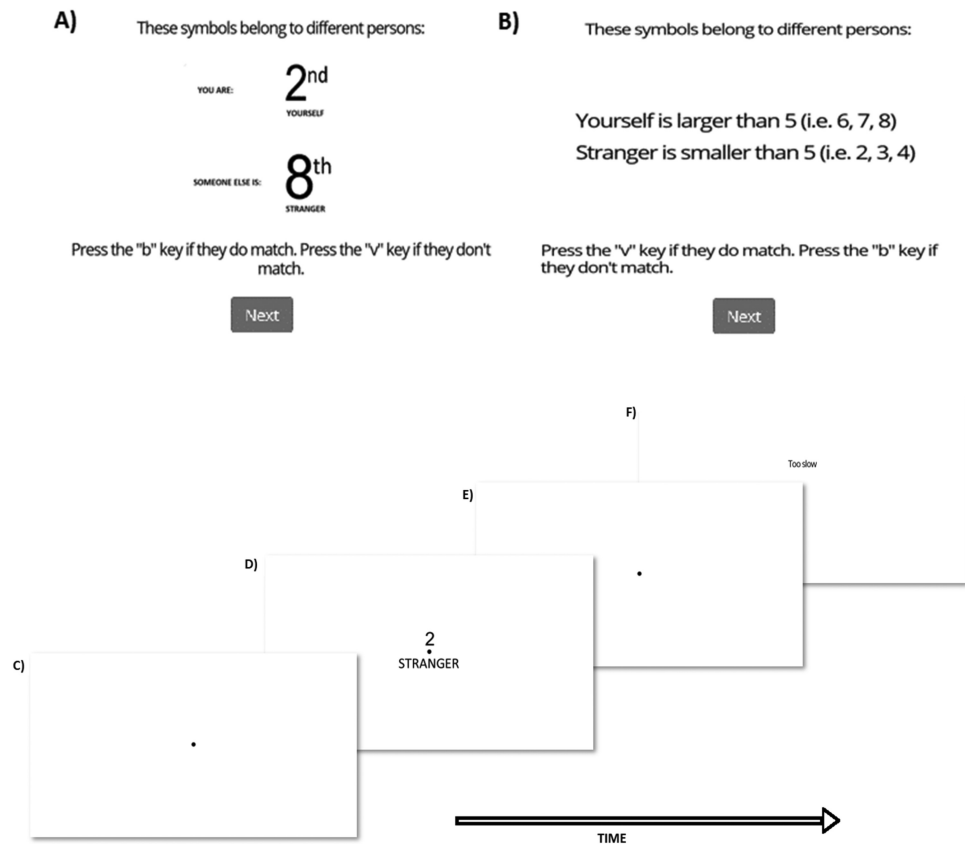 A)
These symbols belong to different persons:
YOU ARE:
2nd
YOURSELF
SOMEONE ELSE IS:
8th
STRANGER
Press the "b" key if they do match. Press the "v" key if they don't
match.
Next
B)
These symbols belong to different persons:
Yourself is larger than 5 (i.e. 6, 7, 8)
Stranger is smaller than 5 (i.e. 2, 3, 4)
Press the "v" key if they do match. Press the "b" key if
they don't match.
Next
C)
D)
2
STRANGER
E)
F)
Too slow
TIME